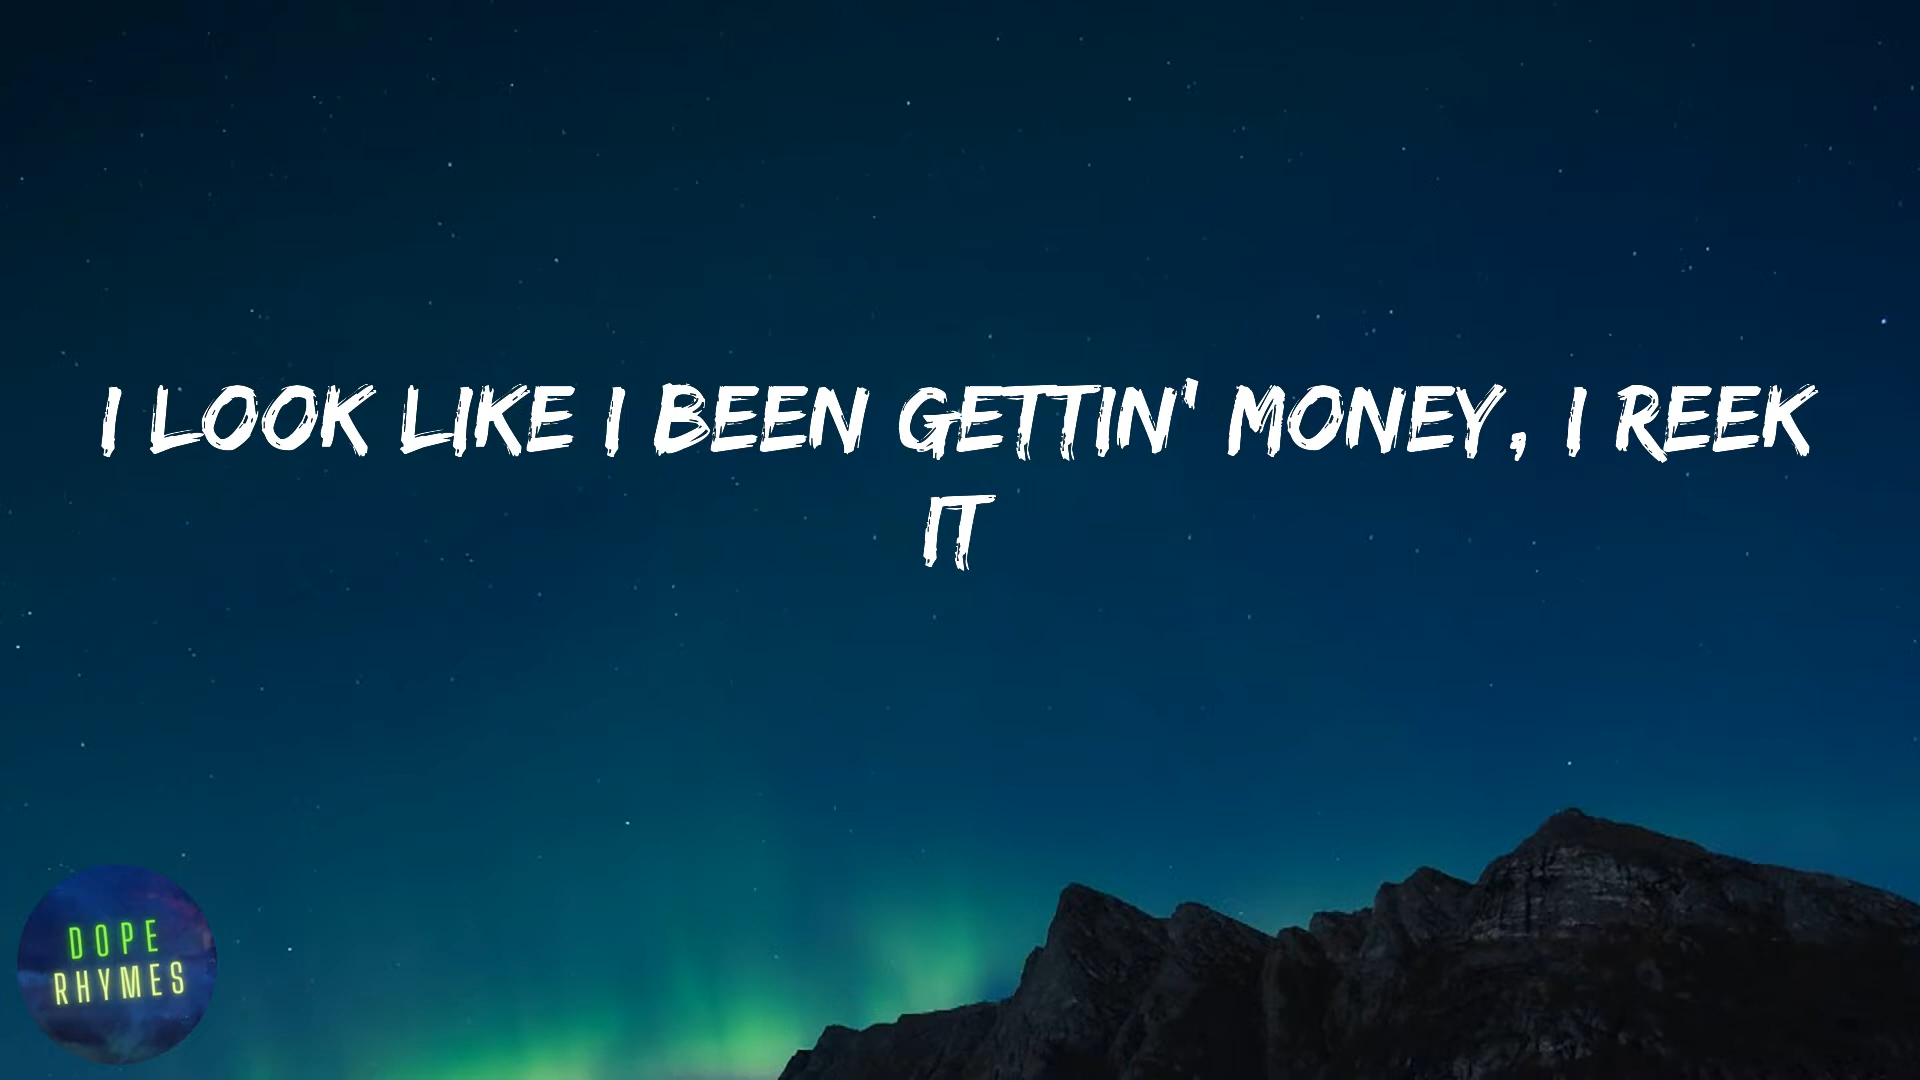 I LOOK LIKE I BEEN GETTIN' MONEY, I REEK
IT
DOPE
RHYMES